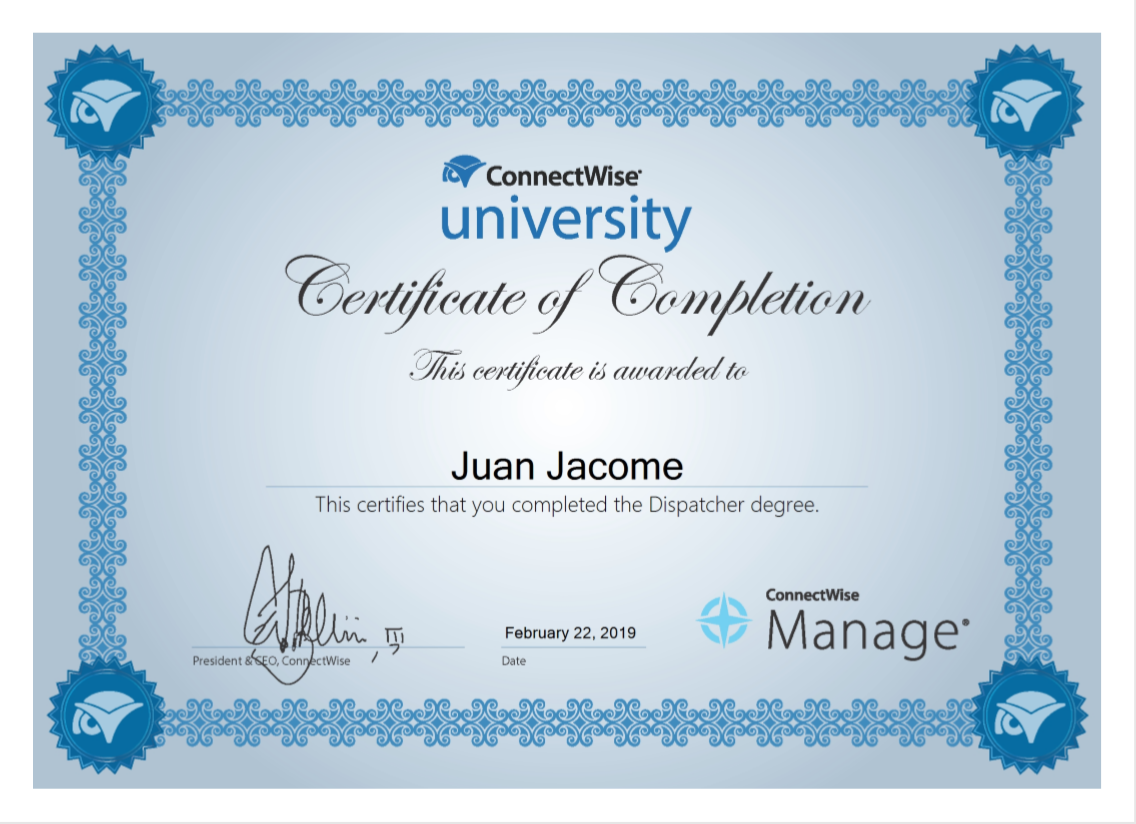 ConnectWise
university
Certificate of Completion
This certificate is awarded to
Juan Jacome
This certifies that you completed the Dispatcher degree.
, III
President & CEO, ConnectWise
February 22, 2019
Date
ConnectWise
Manage®